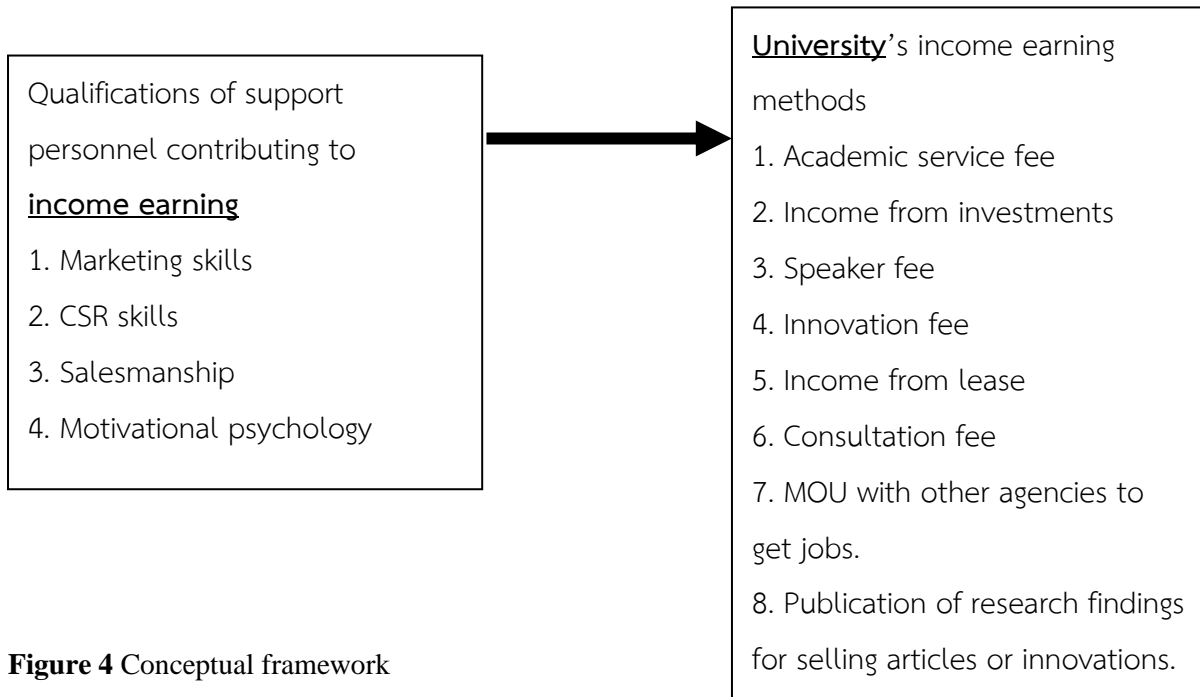 Qualifications of support
personnel contributing to
income earning
1. Marketing skills
2. CSR skills
3. Salesmanship
4. Motivational psychology
University's income earning
methods
1. Academic service fee
2. Income from investments
3. Speaker fee
4. Innovation fee
5. Income from lease
6. Consultation fee
7. MOU with other agencies to
get jobs.
8. Publication of research findings
for selling articles or innovations.
Figure 4 Conceptual framework